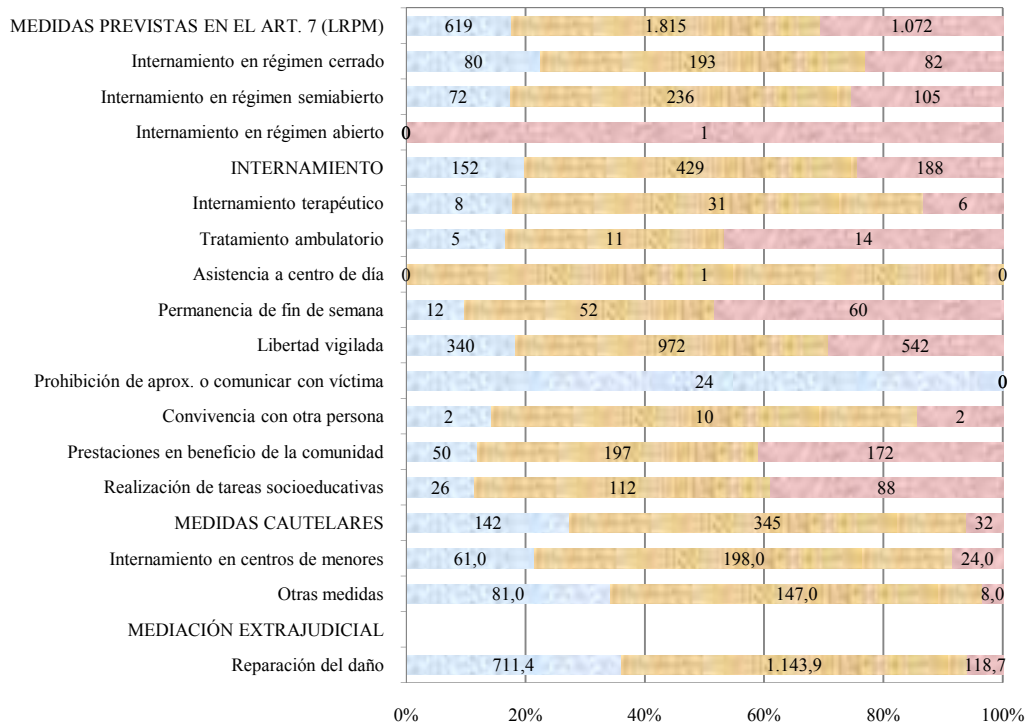 MEDIDAS PREVISTAS EN EL ART. 7 (LRPM) 619 1.815 1.072
Internamiento en régimen cerrado 80 193 82
Internamiento en régimen semiabierto 72 236 105
Internamiento en régimen abierto 0 1
INTERNAMIENTO 152 429 188
Internamiento terapéutico 8 31 6
Tratamiento ambulatorio 5 11 14
Asistencia a centro de día 0 1 0
Permanencia de fin de semana 12 52 60
Libertad vigilada 340 972 542
Prohibición de aprox. o comunicar con víctima 24 0
Convivencia con otra persona 2 10 2
Prestaciones en beneficio de la comunidad 50 197 172
Realización de tareas socioeducativas 26 112 88
MEDIDAS CAUTELARES 142 345 32
Internamiento en centros de menores 61,0 198,0 24,0
Otras medidas 81,0 147,0 8,0
MEDIACIÓN EXTRAJUDICIAL
Reparación del daño 711,4 1.143,9 118,7
0% 20% 40% 60% 80% 100%